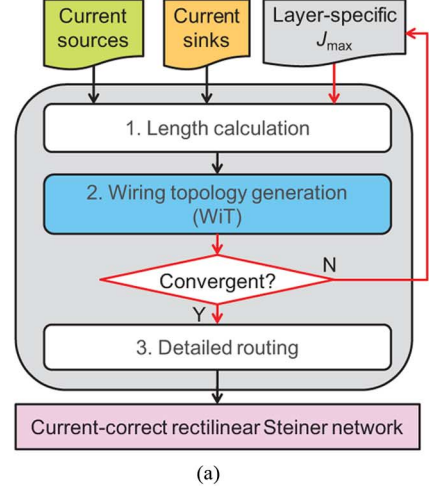 Current
sources
Current
sinks
Layer-specific
Jmax
1. Length calculation
2. Wiring topology generation
(WiT)
Convergent?
N
Y
3. Detailed routing
Current-correct rectilinear Steiner network
(a)